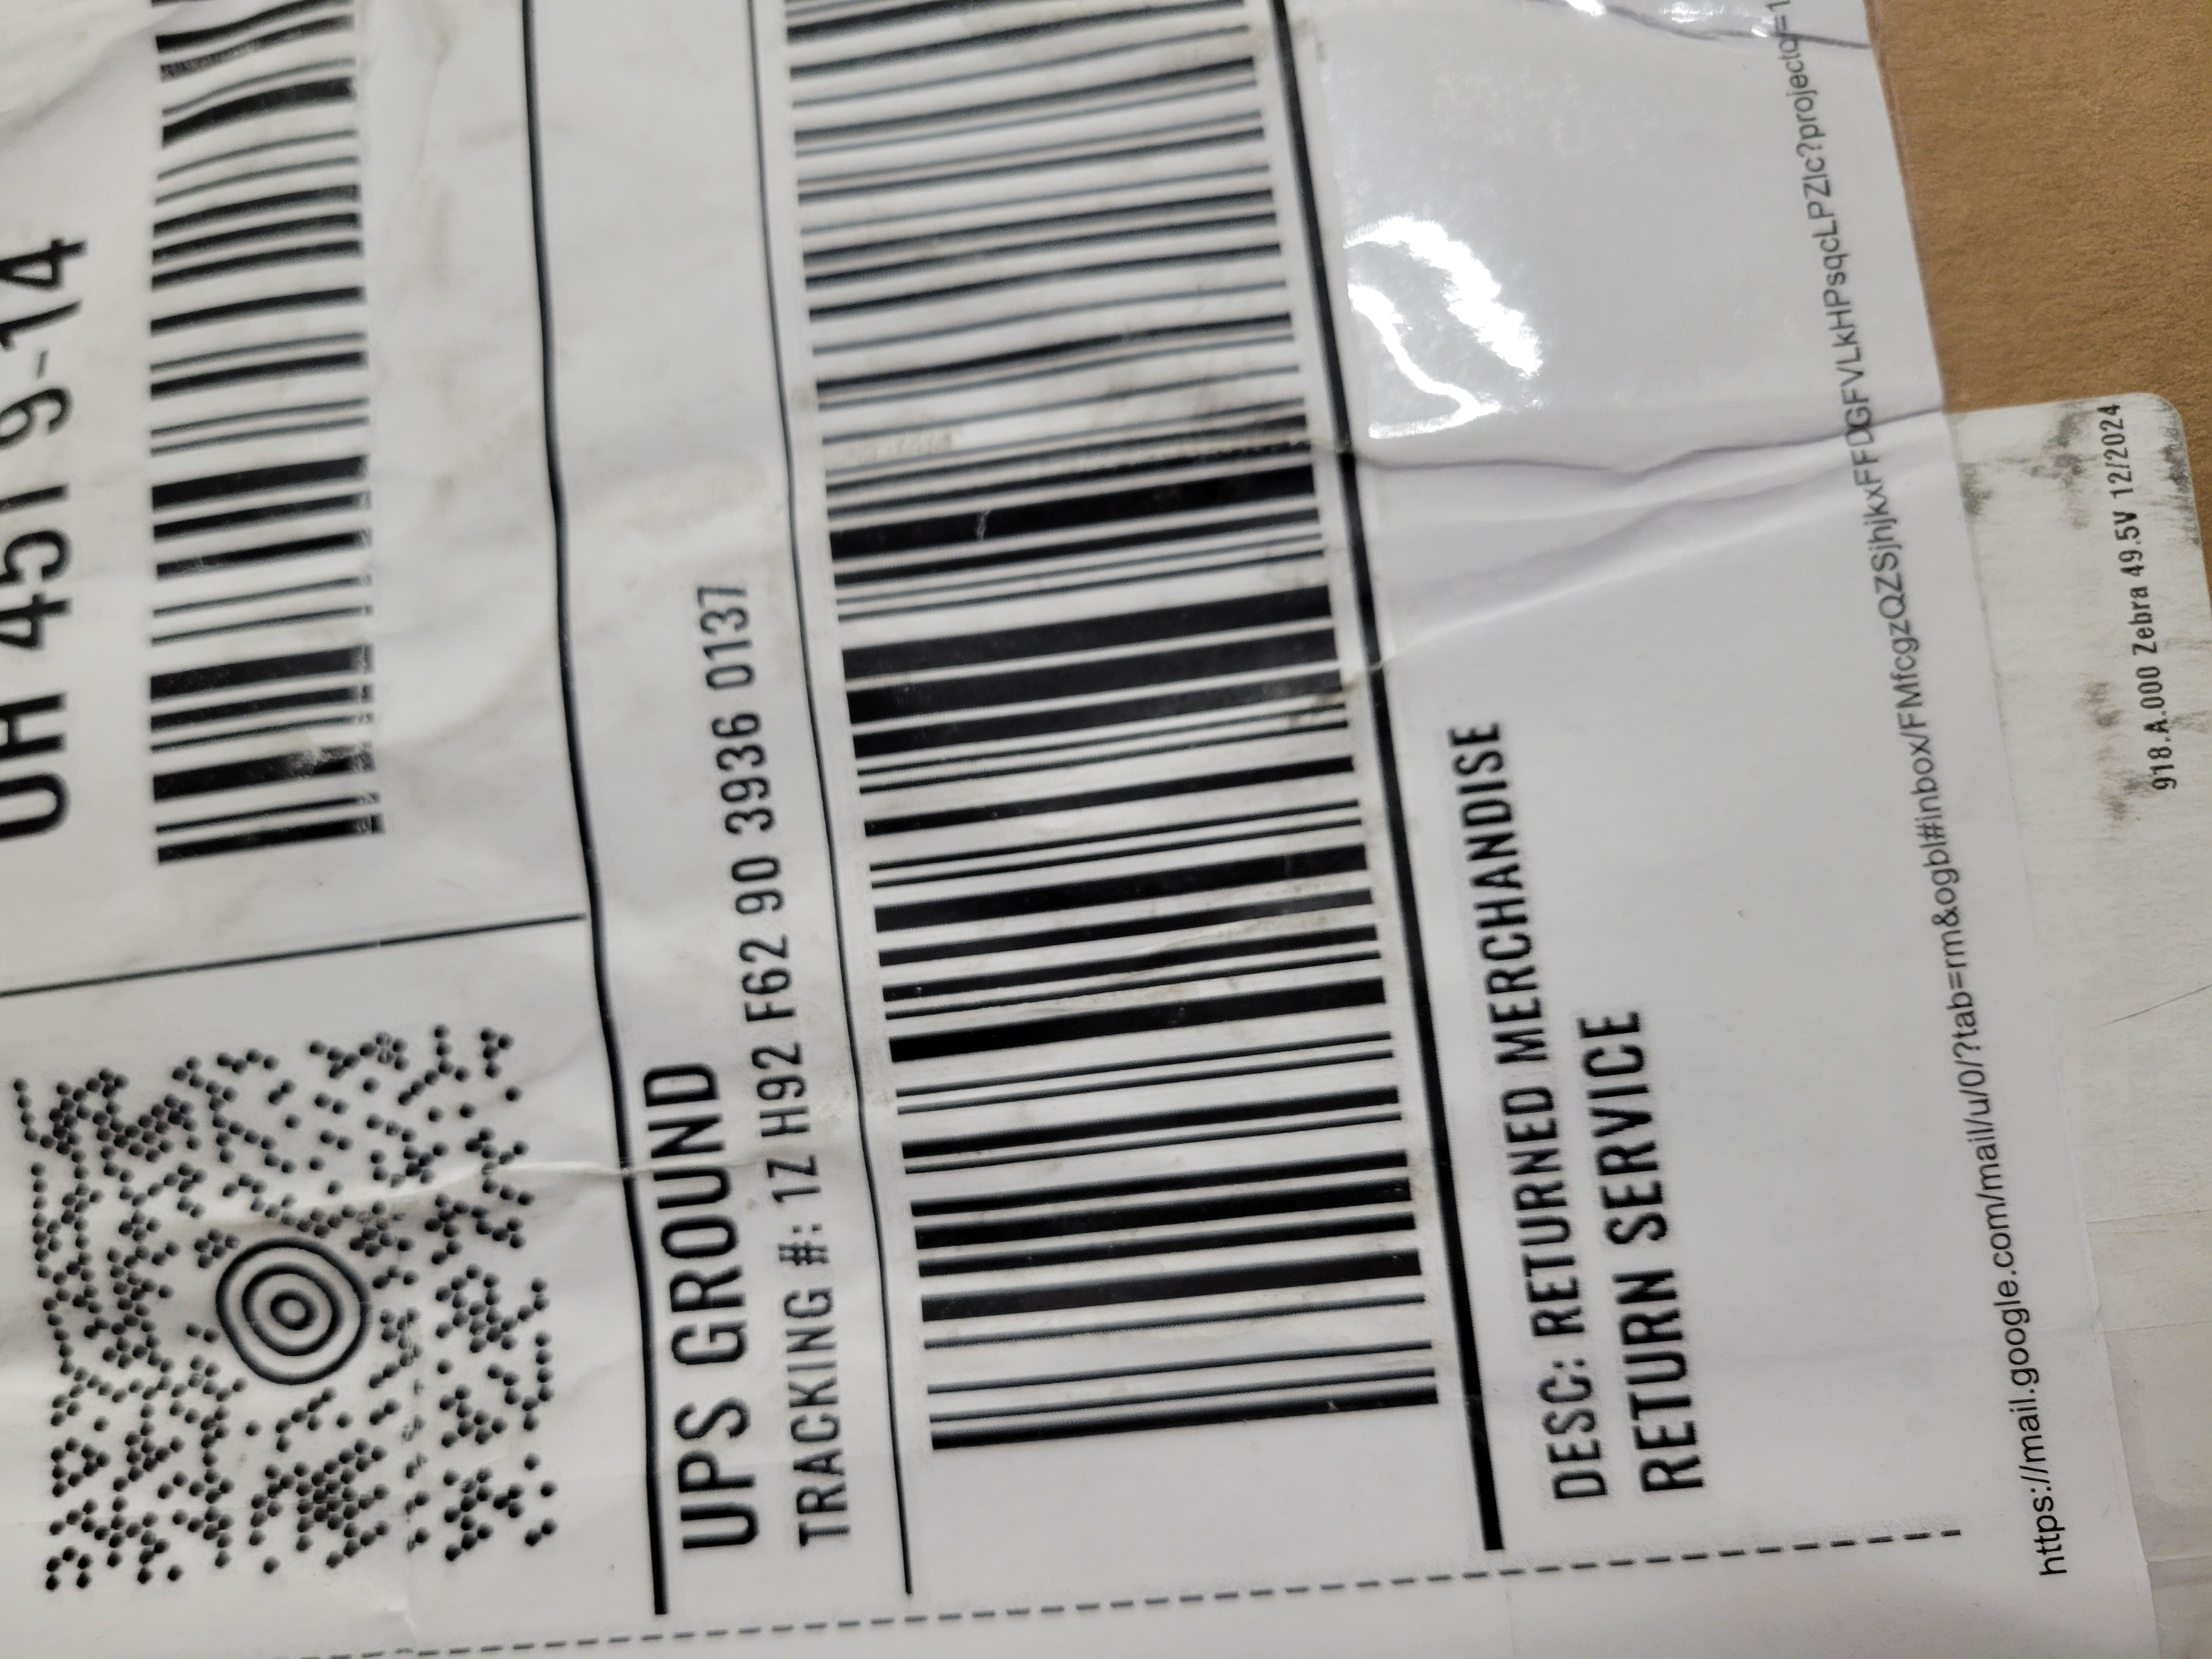 OH 451 9-14
UPS GROUND
TRACKING #: 1Z H92 F62 90 3936 0137
DESC: RETURNED MERCHANDISE
RETURN SERVICE
https://mail.google.com/mail/u/0/?tab=rm&ogbl#inbox/FMfcgzQZSjhjkxFFDGFVLkHPsqcLPZlc?projector=1
918.A.000 Zebra 49.5V 12/2024